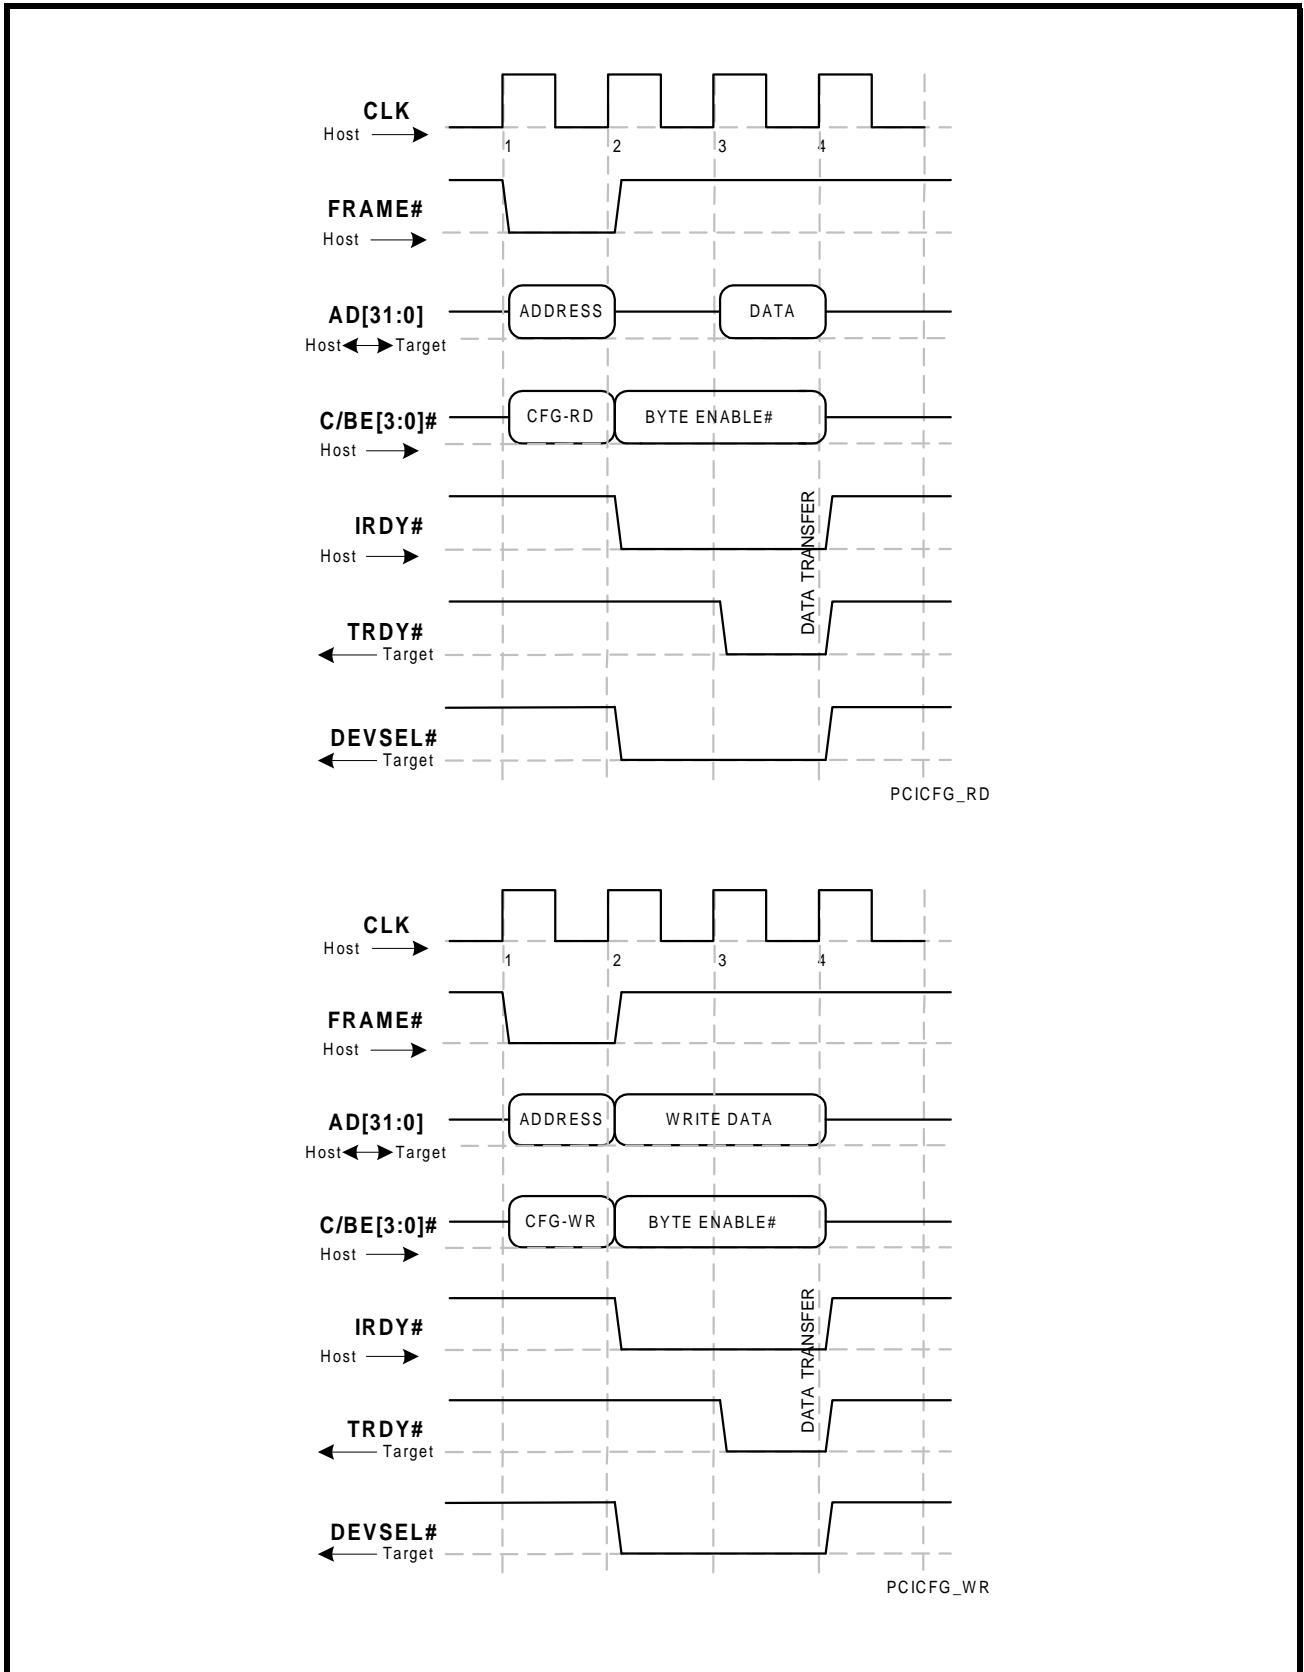 CLK
Host
1 2 3 4
FRAME#
Host
AD[31:0]
ADDRESS DATA
Host Target
C/BE[3:0]#
CFG-RD BYTE ENABLE#
Host
IRDY#
Host
DATA TRANSFER
TRDY#
Target
DEVSEL#
Target
PCICFG_RD
CLK
Host
1 2 3 4
FRAME#
Host
AD[31:0]
ADDRESS WRITE DATA
Host Target
C/BE[3:0]#
CFG-WR BYTE ENABLE#
Host
IRDY#
Host
DATA TRANSFER
TRDY#
Target
DEVSEL#
Target
PCICFG_WR